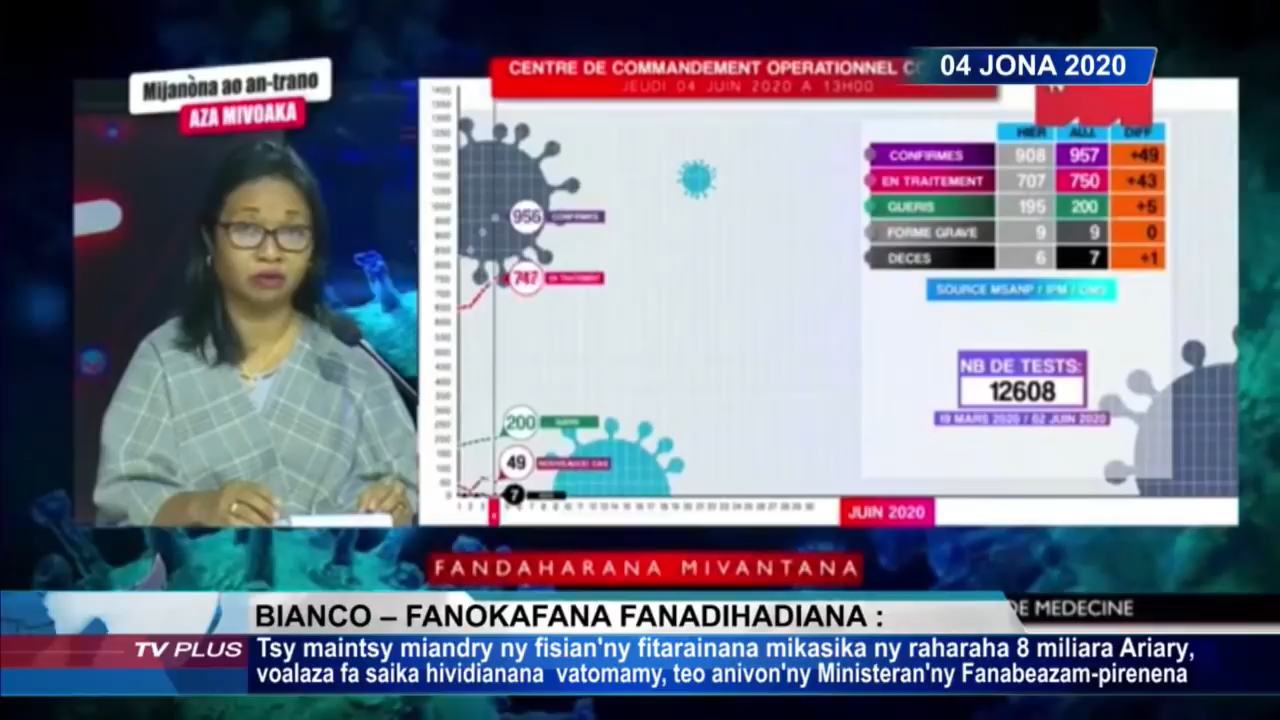 04 JONA 2020
Mijanòna ao an-trano
AZA MIVOAKA
CENTRE DE COMMANDEMENT OPERATIONNEL
JEUDI 04 JUIN 2020 A 13H00
HIER AUJ. DIFF
CONFIRMES 908 957 +49
EN TRAITEMENT 707 750 +43
GUERIS 195 200 +5
FORME GRAVE 9 9 0
DECES 6 7 +1
SOURCE MSANP / IPM / OMS
NB DE TESTS:
12608
19 MARS 2020 / 02 JUIN 2020
956 CONFIRMES
747 EN TRAITEMENT
200 GUERIS
49 NOUVEAU(X) CAS
7
JUIN 2020
FANDAHARANA MIVANTANA
DE MEDECINE
BIANCO – FANOKAFANA FANADIHADIANA :
TV PLUS
Tsy maintsy miandry ny fisian'ny fitarainana mikasika ny raharaha 8 miliara Ariary,
voalaza fa saika hividianana vatomamy, teo anivon'ny Ministeran'ny Fanabeazam-pirenena